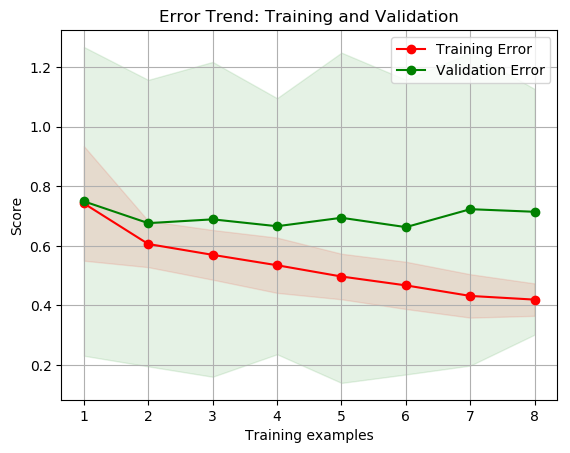 Error Trend: Training and Validation
Training Error
Validation Error
1.2
1.0
0.8
0.6
0.4
0.2
Score
1 2 3 4 5 6 7 8
Training examples